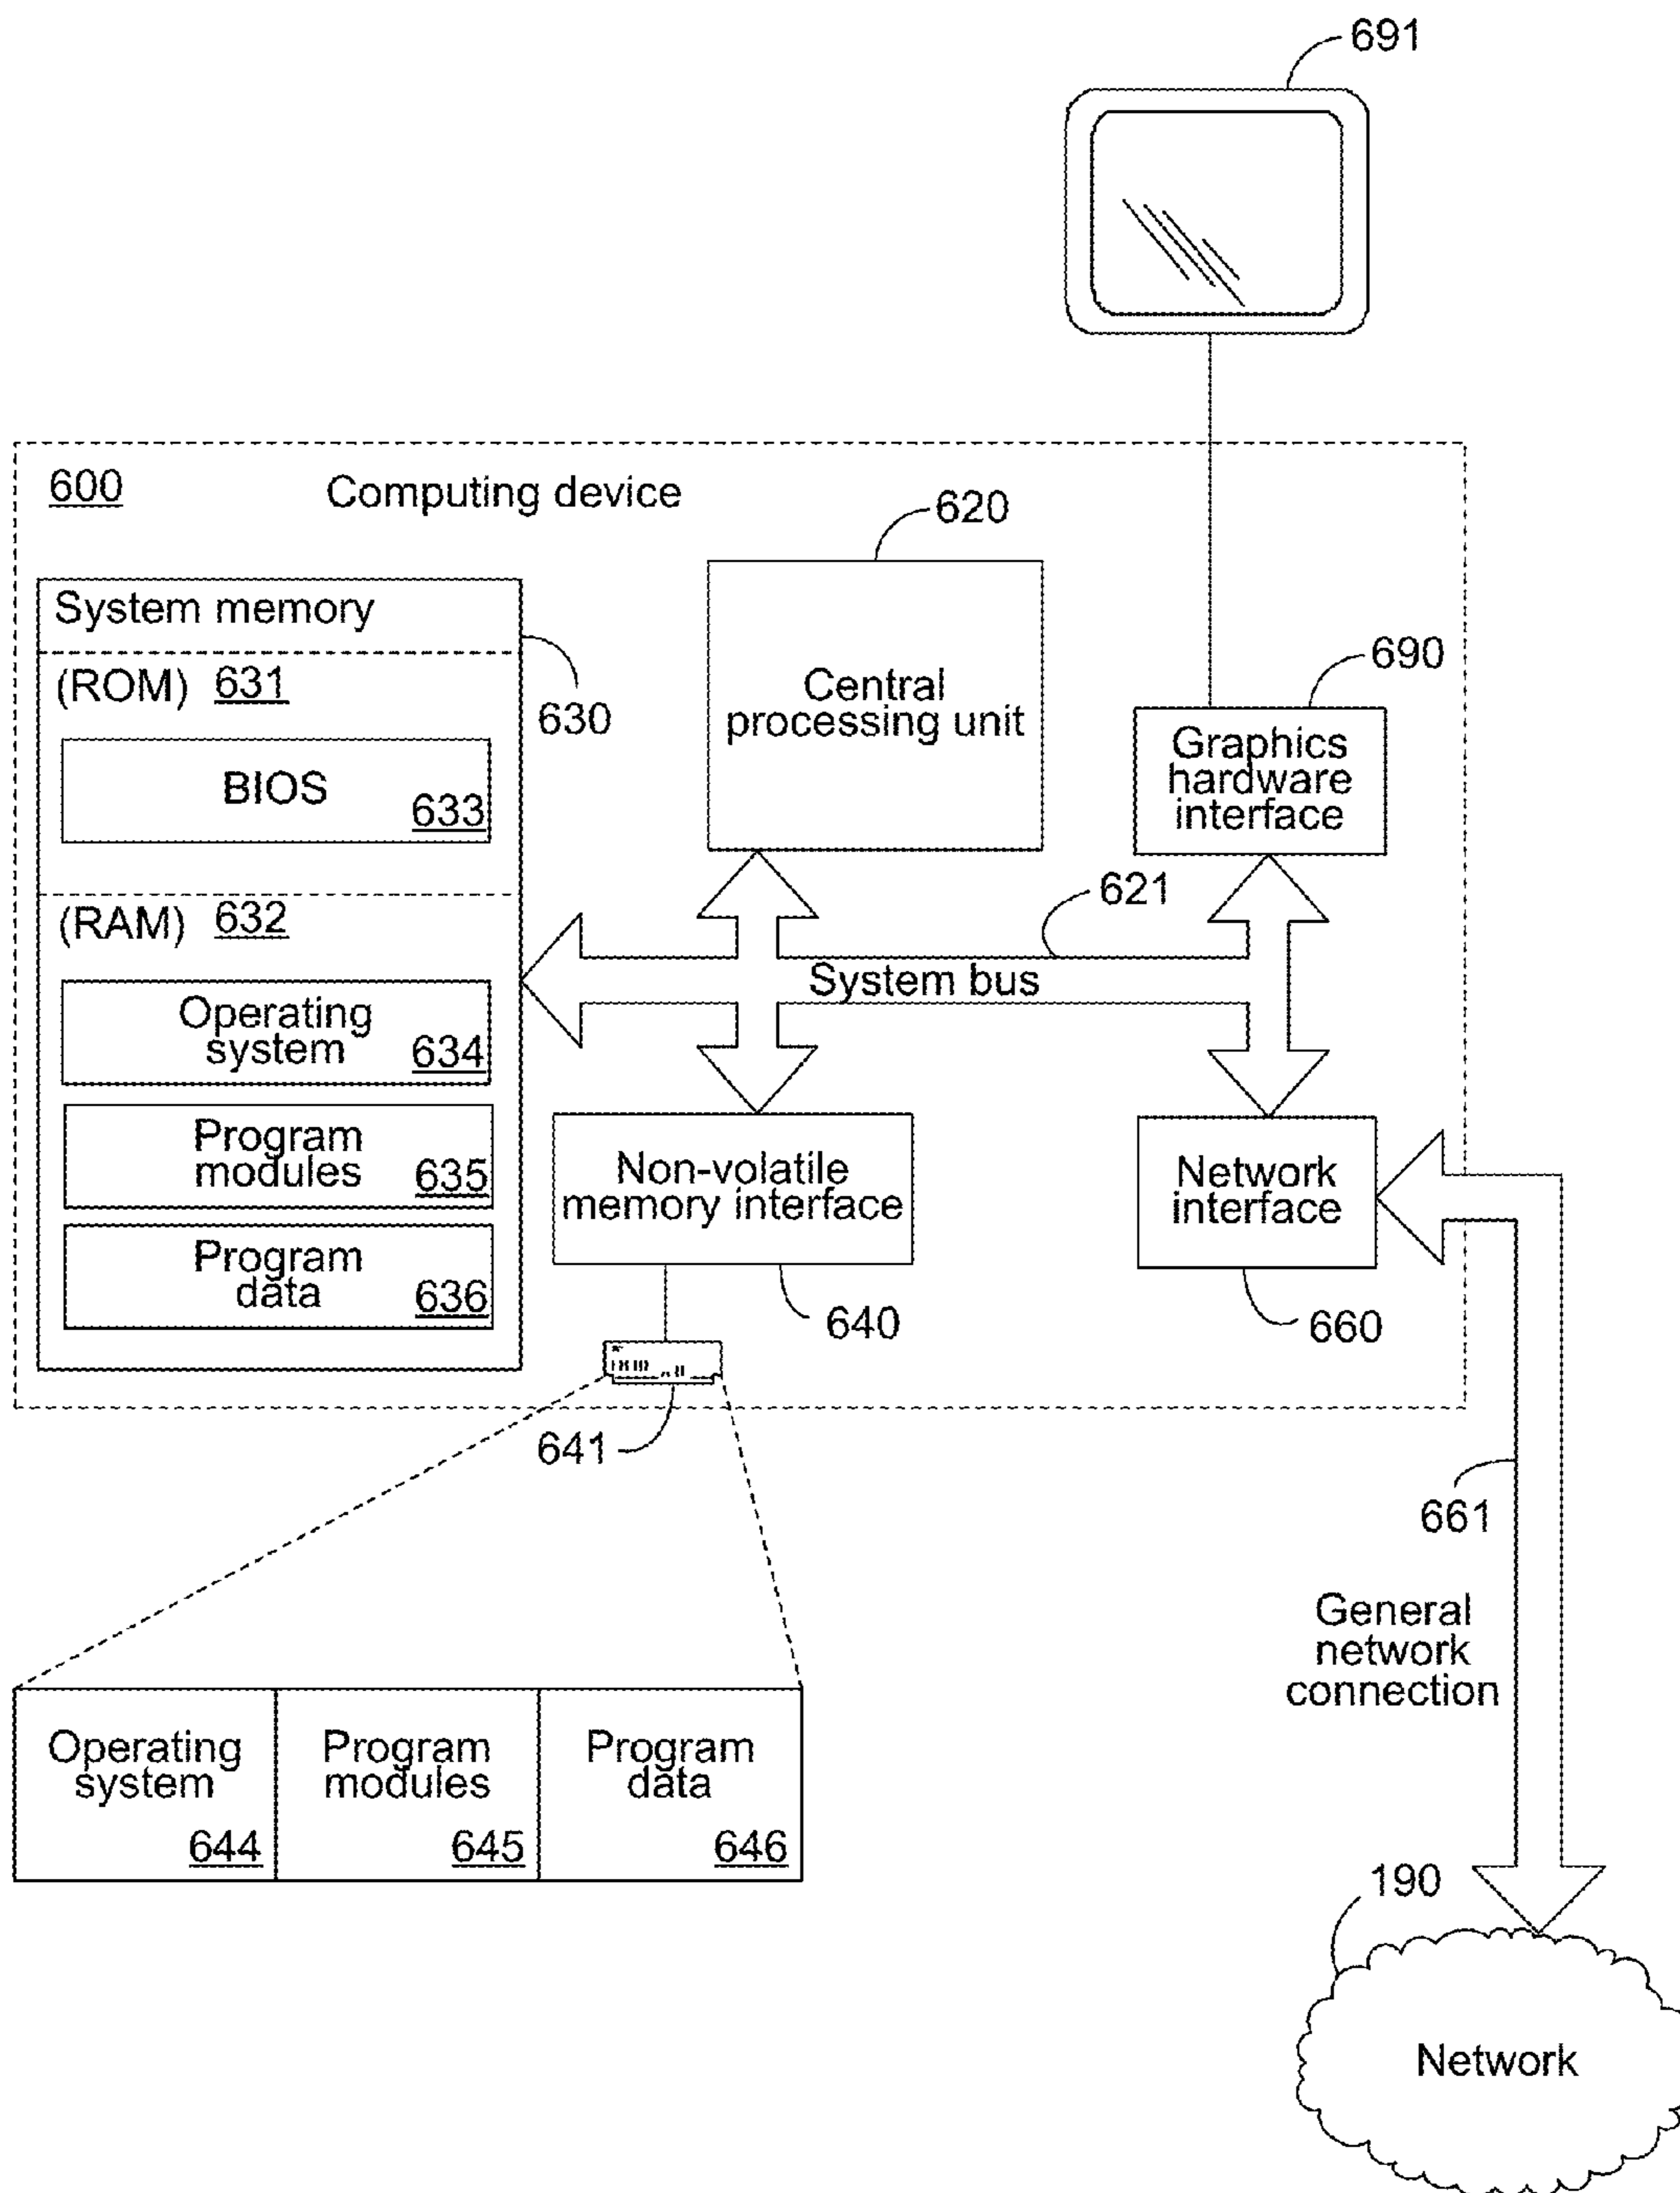 691
600 Computing device
620
System memory
(ROM) 631
630
BIOS
633
Central
processing unit
690
Graphics
hardware
interface
621
(RAM) 632
System bus
Operating
system 634
Program
modules 635
Program
data 636
Non-volatile
memory interface
Network
interface
640
660
641
661
General
network
connection
Operating
system
644
Program
modules
645
Program
data
646
190
Network